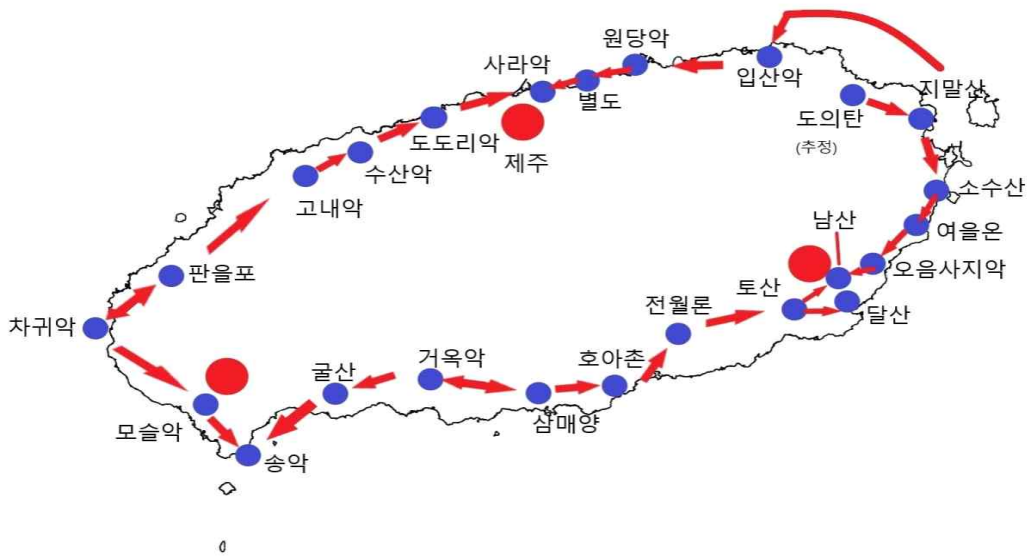 원당악
사라악
입산악
별도
지말산
도의탄
(추정)
도도리악
제주
수산악
소수산
고내악
남산
여을온
판을포
오음사지악
토산
전월론
달산
차귀악
거옥악
호아촌
굴산
삼매양
모슬악
송악